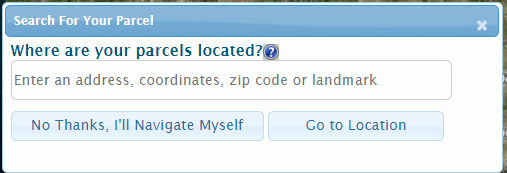 Search For Your Parcel
Where are your parcels located?
Enter an address, coordinates, zip code or landmark
No Thanks, I'll Navigate Myself Go to Location